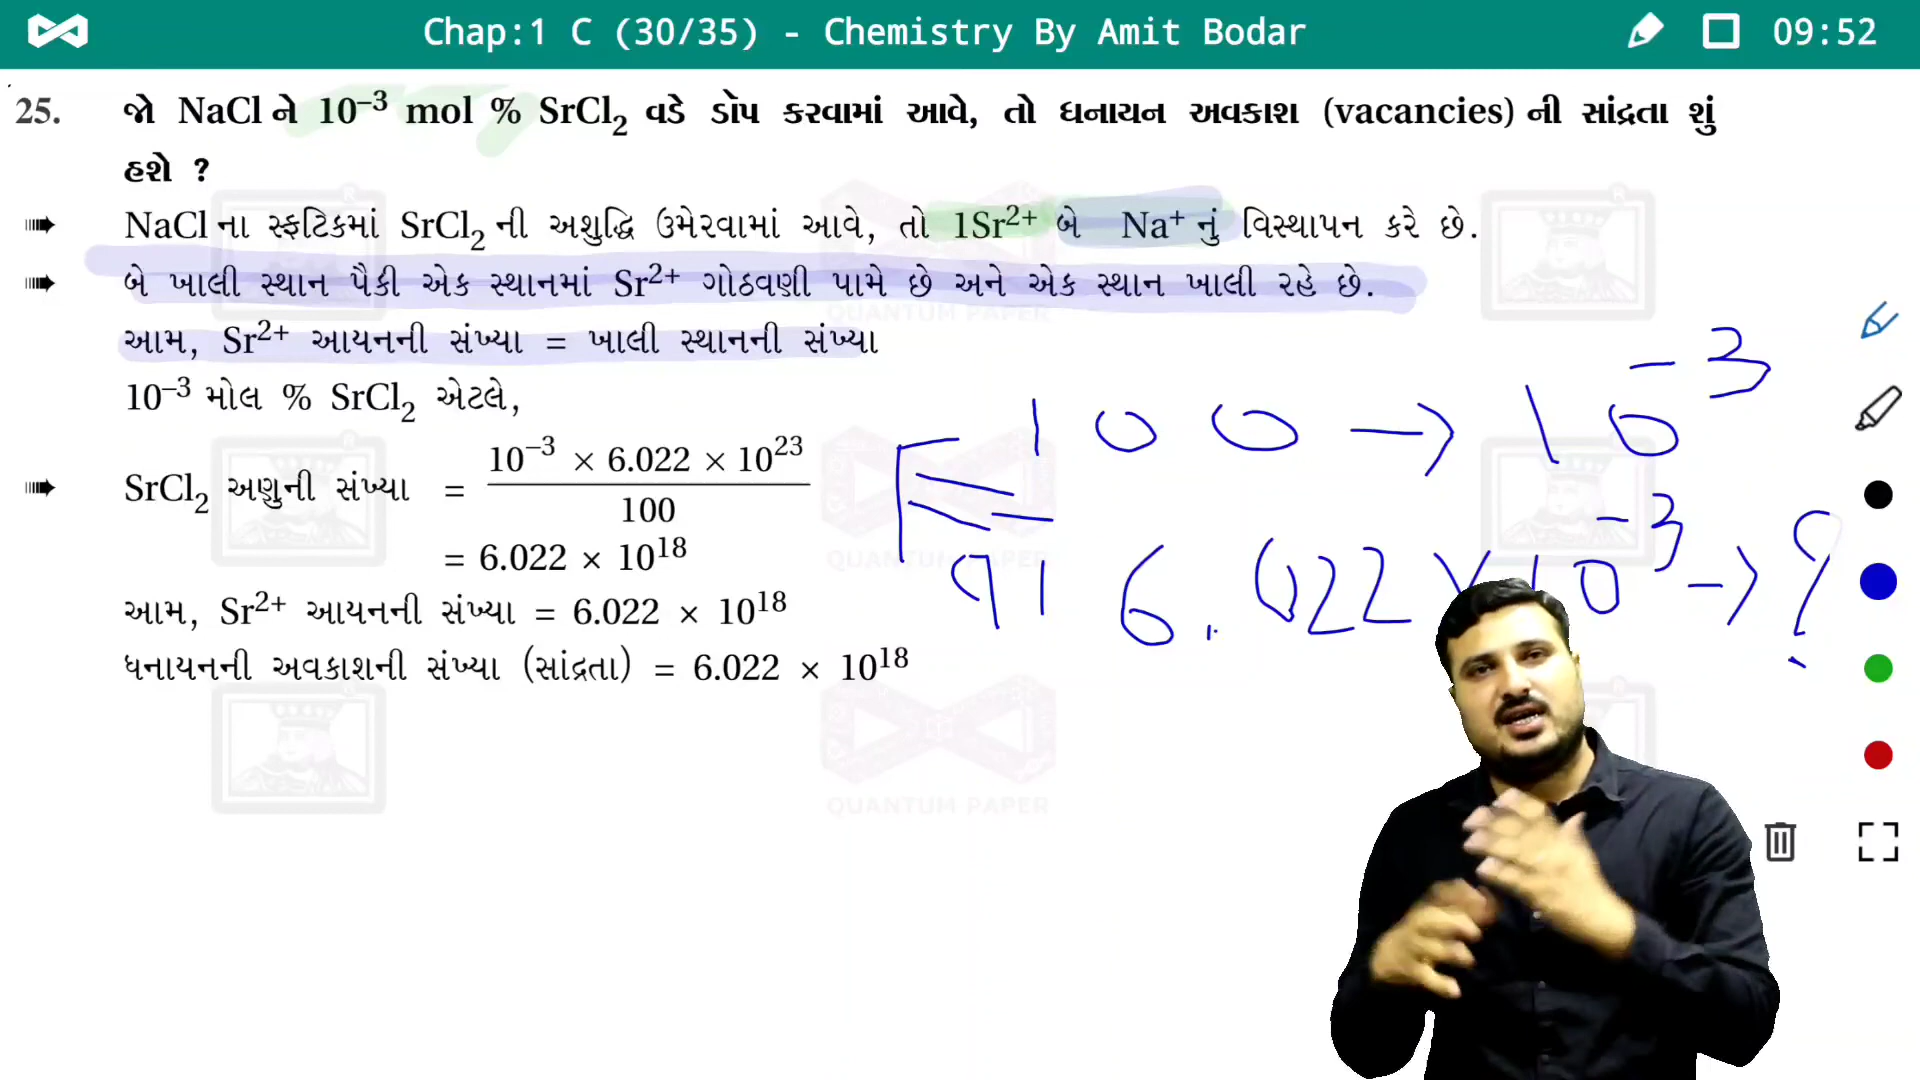 Chap:1 C (30/35) - Chemistry By Amit Bodar
09:52
25. જો NaCl ને 10⁻³ mol % SrCl₂ વડે ડોપ કરવામાં આવે, તો ધનાયન અવકાશ (vacancies) ની સાંદ્રતા શું
હશે ?
➠ NaCl ના સ્ફટિકમાં SrCl₂ ની અશુદ્ધિ ઉમેરવામાં આવે, તો 1Sr²⁺ બે Na⁺ નું વિસ્થાપન કરે છે.
➠ બે ખાલી સ્થાન પૈકી એક સ્થાનમાં Sr²⁺ ગોઠવણી પામે છે અને એક સ્થાન ખાલી રહે છે.
આમ, Sr²⁺ આયનની સંખ્યા = ખાલી સ્થાનની સંખ્યા
10⁻³ મોલ % SrCl₂ એટલે,
➠ SrCl₂ અણુની સંખ્યા = 10⁻³ × 6.022 × 10²³ / 100
= 6.022 × 10¹⁸
આમ, Sr²⁺ આયનની સંખ્યા = 6.022 × 10¹⁸
ધનાયનની અવકાશની સંખ્યા (સાંદ્રતા) = 6.022 × 10¹⁸
100 → 10⁻³
6.022 × 10⁻³ → ?
QUANTUM PAPER
QUANTUM PAPER
QUANTUM PAPER